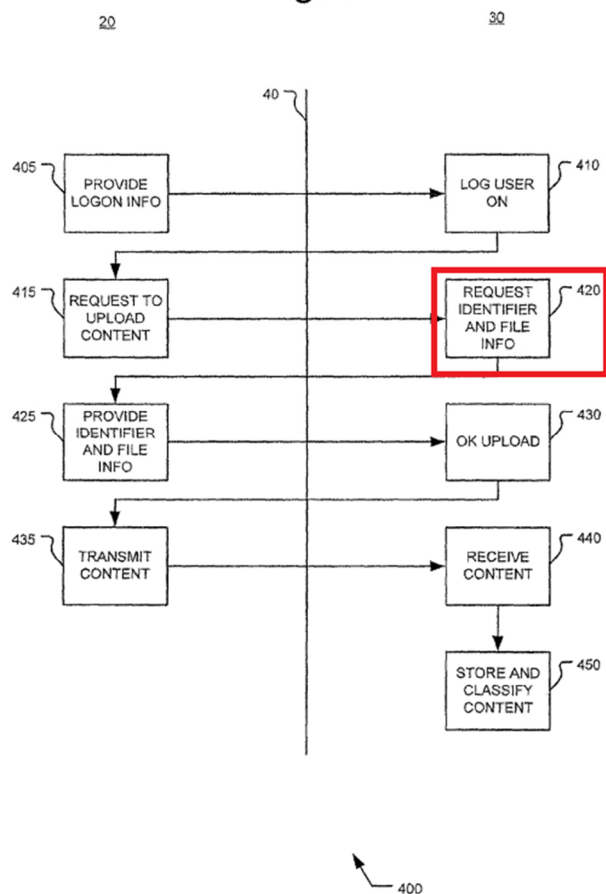 20
30
40
405
PROVIDE
LOGON INFO
LOG USER
ON
410
415
REQUEST TO
UPLOAD
CONTENT
REQUEST
IDENTIFIER
AND FILE
INFO
420
425
PROVIDE
IDENTIFIER
AND FILE
INFO
OK UPLOAD
430
435
TRANSMIT
CONTENT
RECEIVE
CONTENT
440
STORE AND
CLASSIFY
CONTENT
450
400